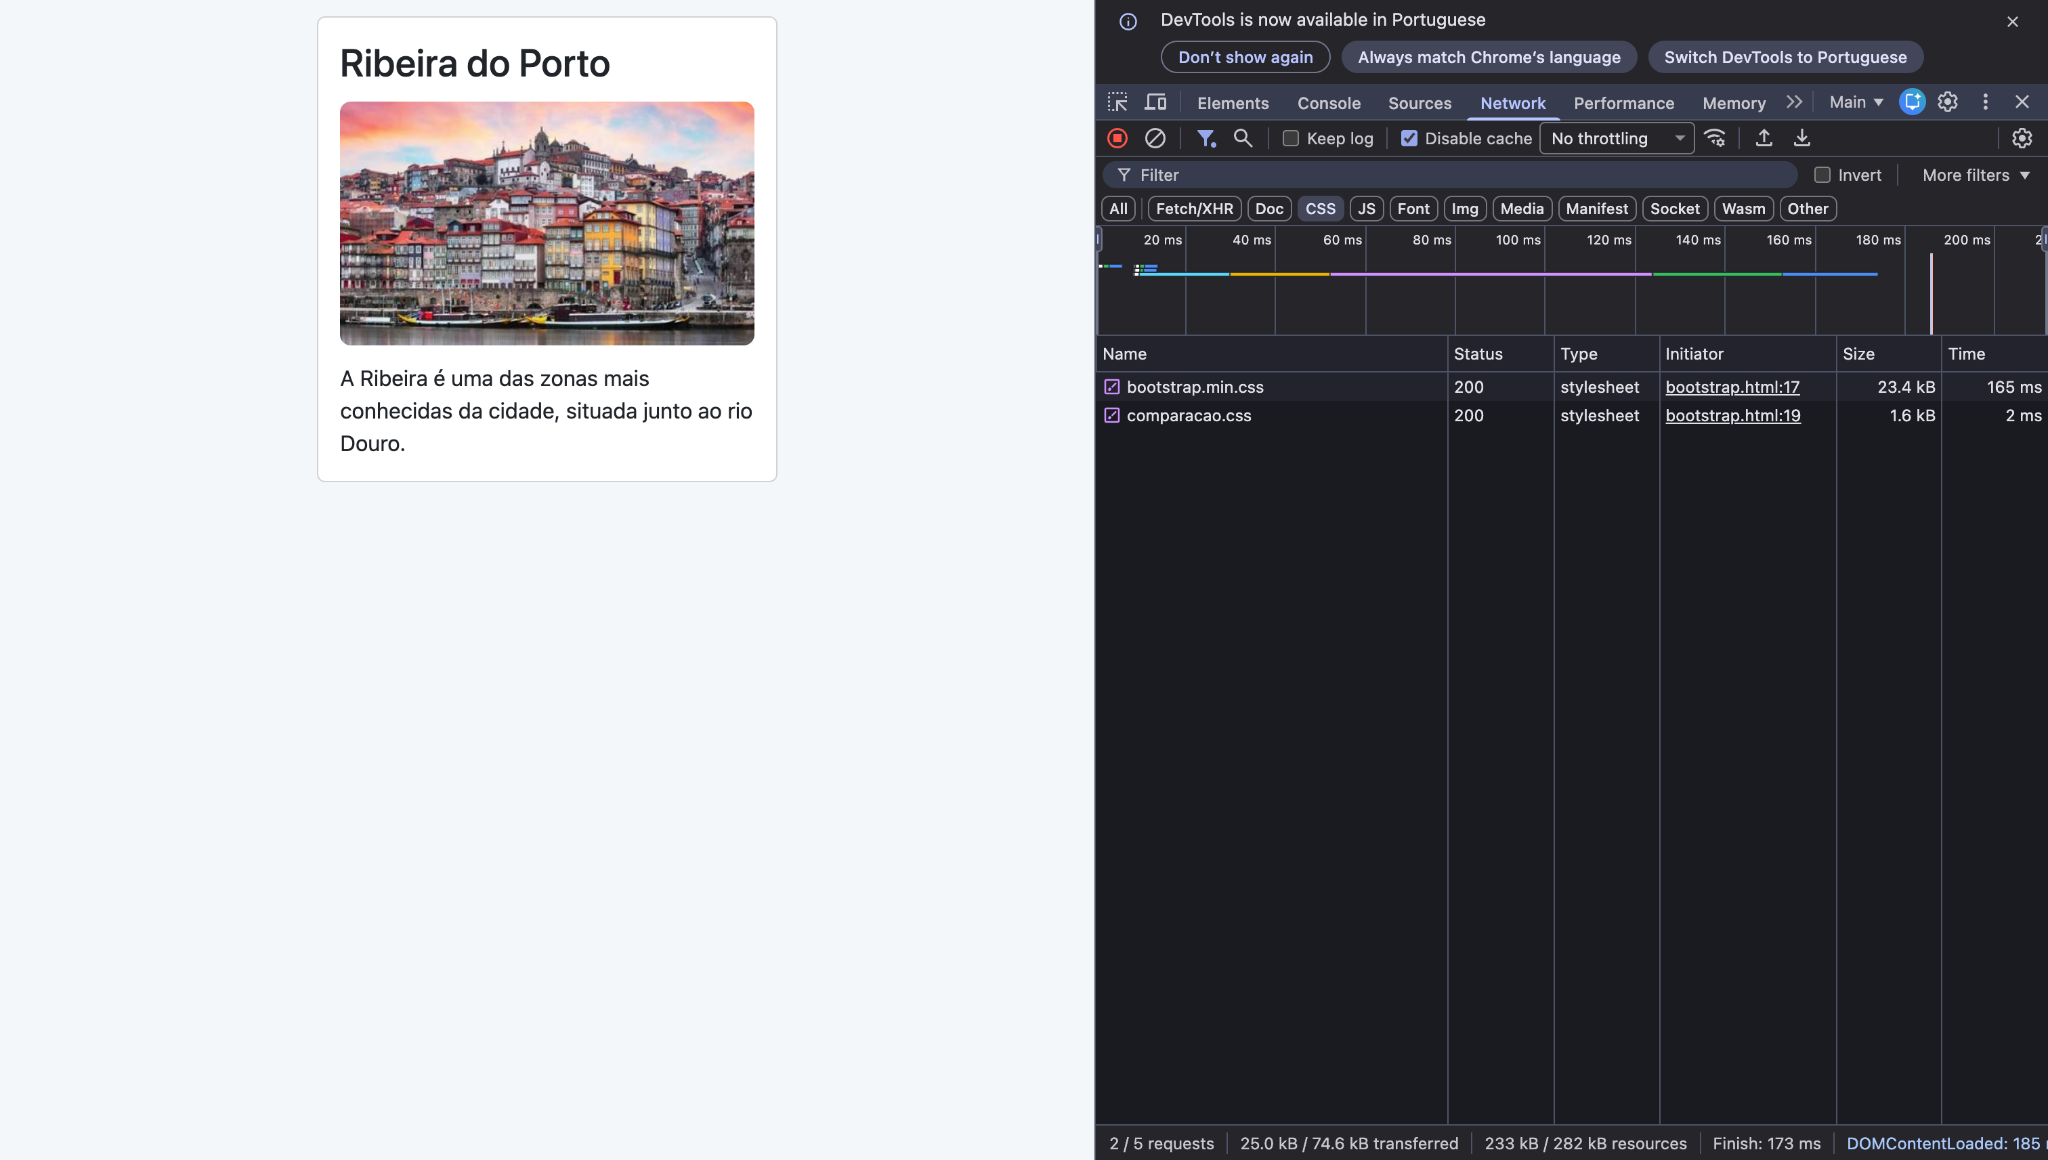 Ribeira do Porto
A Ribeira é uma das zonas mais
conhecidas da cidade, situada junto ao rio
Douro.
DevTools is now available in Portuguese
Don't show again
Always match Chrome's language
Switch DevTools to Portuguese
Elements Console Sources Network Performance Memory Main
Keep log Disable cache No throttling
Filter Invert More filters
All Fetch/XHR Doc CSS JS Font Img Media Manifest Socket Wasm Other
20 ms 40 ms 60 ms 80 ms 100 ms 120 ms 140 ms 160 ms 180 ms 200 ms 2
Name Status Type Initiator Size Time
bootstrap.min.css 200 stylesheet bootstrap.html:17 23.4 kB 165 ms
comparacao.css 200 stylesheet bootstrap.html:19 1.6 kB 2 ms
2 / 5 requests 25.0 kB / 74.6 kB transferred 233 kB / 282 kB resources Finish: 173 ms DOMContentLoaded: 185